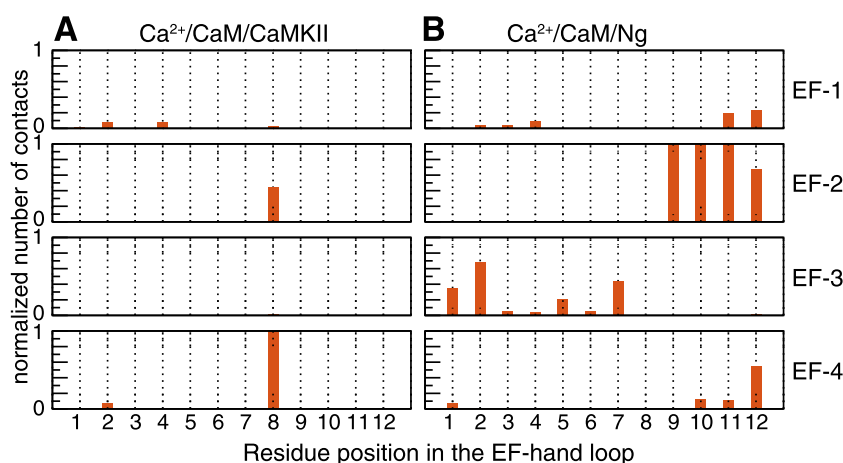 A Ca²⁺/CaM/CaMKII B Ca²⁺/CaM/Ng
normalized number of contacts
1
0
EF-1
1
0
EF-2
1
0
EF-3
1
0
EF-4
1 2 3 4 5 6 7 8 9 10 11 12 1 2 3 4 5 6 7 8 9 10 11 12
Residue position in the EF-hand loop